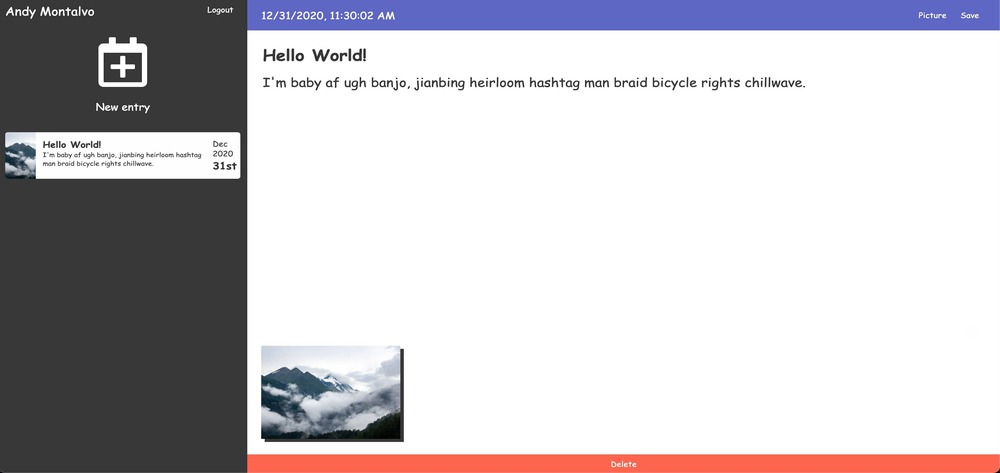 Andy Montalvo
Logout
New entry
Hello World!
I'm baby af ugh banjo, jianbing heirloom hashtag
man braid bicycle rights chillwave.
Dec
2020
31st
12/31/2020, 11:30:02 AM
Picture
Save
Hello World!
I'm baby af ugh banjo, jianbing heirloom hashtag man braid bicycle rights chillwave.
Delete